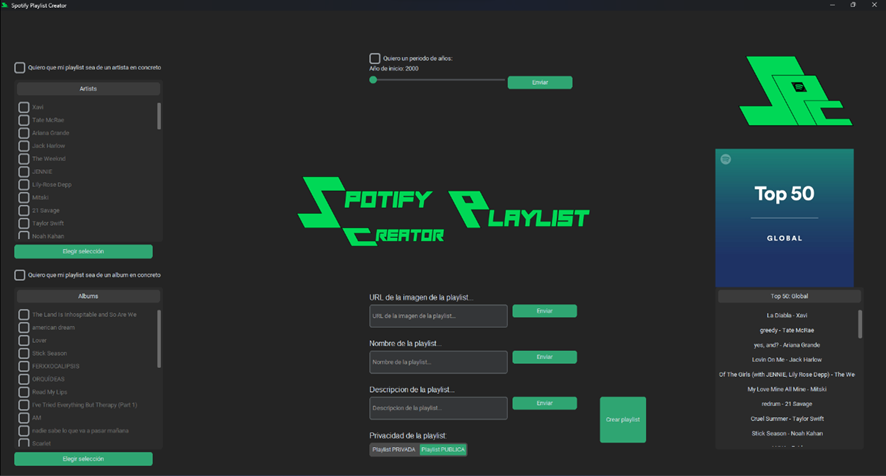 Spotify Playlist Creator
Quiero que mi playlist sea de un artista en concreto
Artists
Xavi
Tate McRae
Ariana Grande
Jack Harlow
The Weeknd
JENNIE
Lily-Rose Depp
Mitski
21 Savage
Taylor Swift
Noah Kahan
Elegir selección
Quiero que mi playlist sea de un album en concreto
Albums
The Land Is Inhospitable and So Are We
american dream
Lover
Stick Season
FERXXOCALIPSIS
ORQUÍDEAS
Read My Lips
I've Tried Everything But Therapy (Part 1)
AM
nadie sabe lo que va a pasar mañana
Scarlet
Elegir selección
Quiero un periodo de años:
Año de inicio: 2000
Enviar
SPOTIFY PLAYLIST
CREATOR
URL de la imagen de la playlist...
URL de la imagen de la playlist...
Enviar
Nombre de la playlist...
Nombre de la playlist...
Enviar
Descripcion de la playlist...
Descripcion de la playlist...
Enviar
Privacidad de la playlist:
Playlist PRIVADA
Playlist PUBLICA
Crear playlist
SPC
Top 50
GLOBAL
Top 50: Global
La Diabla - Xavi
greedy - Tate McRae
yes, and? - Ariana Grande
Lovin On Me - Jack Harlow
Of The Girls (with JENNIE, Lily Rose Depp) - The We
My Love Mine All Mine - Mitski
redrum - 21 Savage
Cruel Summer - Taylor Swift
Stick Season - Noah Kahan